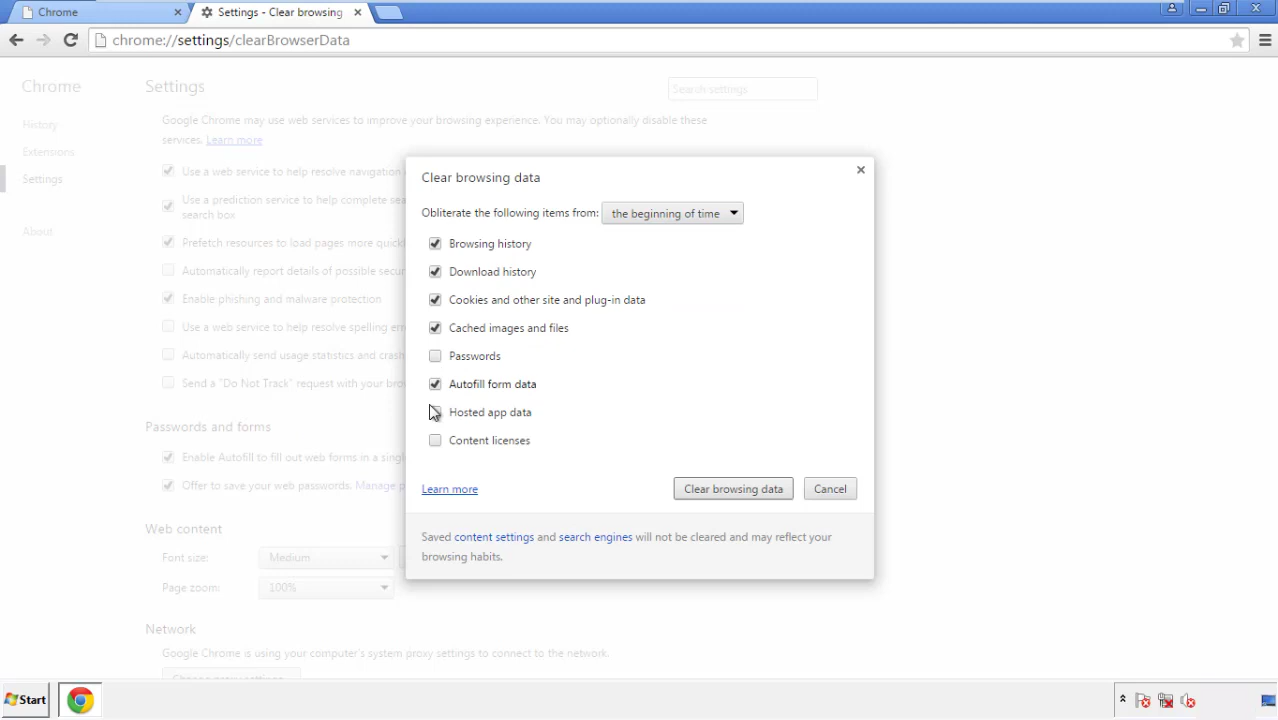 Chrome
Settings - Clear browsing
chrome://settings/clearBrowserData
Chrome
History
Extensions
Settings
About
Settings
Search settings
Google Chrome may use web services to improve your browsing experience. You may optionally disable these
services. Learn more
Use a web service to help resolve navigation
Use a prediction service to help complete
search box
Prefetch resources to load pages more quickl
Automatically report details of possible secur
Enable phishing and malware protection
Use a web service to help resolve spelling err
Automatically send usage statistics and crash
Send a "Do Not Track" request with your brow
Passwords and forms
Enable Autofill to fill out web forms in a singl
Offer to save your web passwords. Manage p
Web content
Font size: Medium
Page zoom: 100%
Network
Google Chrome is using your computer's system proxy settings to connect to the network.
Clear browsing data
Obliterate the following items from: the beginning of time
Browsing history
Download history
Cookies and other site and plug-in data
Cached images and files
Passwords
Autofill form data
Hosted app data
Content licenses
Learn more
Clear browsing data
Cancel
Saved content settings and search engines will not be cleared and may reflect your
browsing habits.
Start